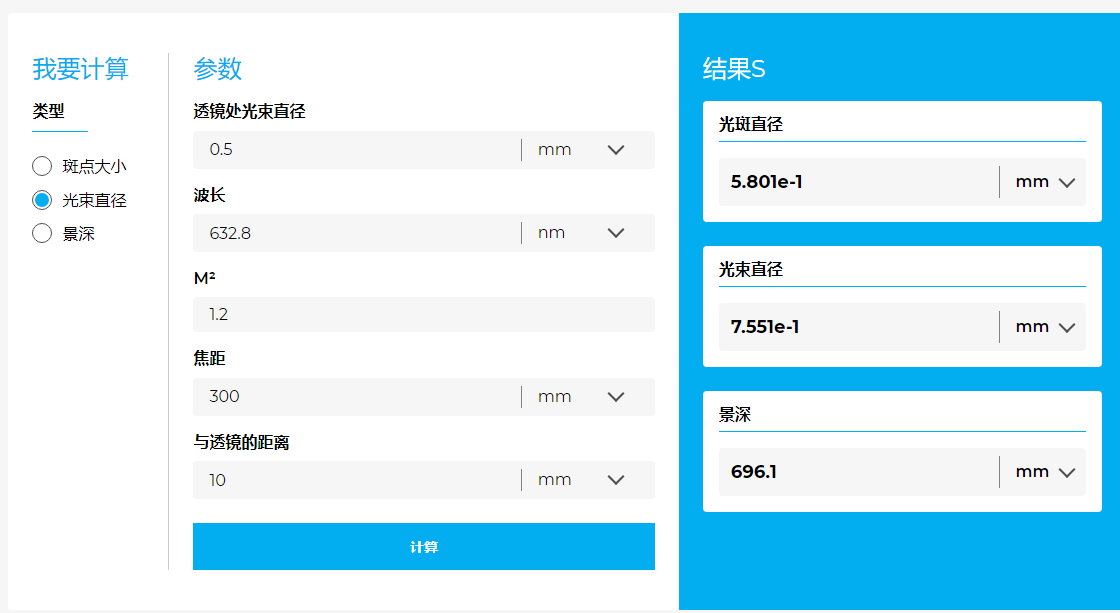 我要计算
类型
斑点大小
光束直径
景深
参数
透镜处光束直径
0.5 mm
波长
632.8 nm
M²
1.2
焦距
300 mm
与透镜的距离
10 mm
计算
结果S
光斑直径
5.801e-1 mm
光束直径
7.551e-1 mm
景深
696.1 mm